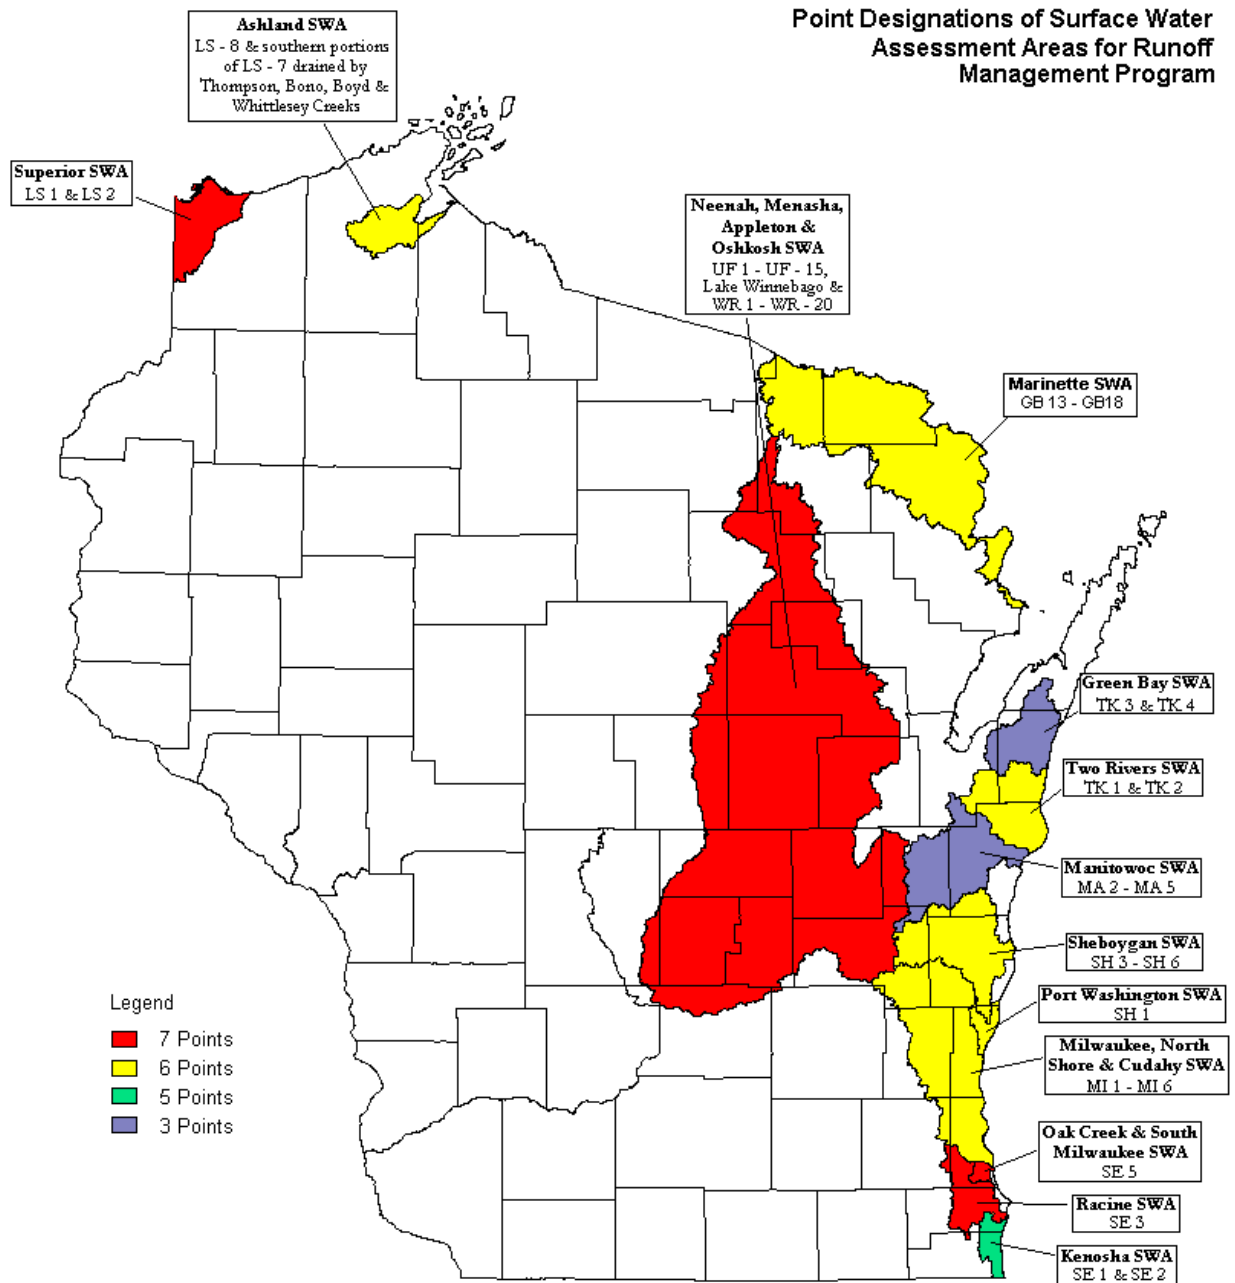 Point Designations of Surface Water
Assessment Areas for Runoff
Management Program
Ashland SWA
LS - 8 & southern portions
of LS - 7 drained by
Thompson, Bono, Boyd &
Whittlesey Creeks
Superior SWA
LS 1 & LS 2
Neenah, Menasha,
Appleton &
Oshkosh SWA
UF 1 - UF - 15,
Lake Winnebago &
WR 1 - WR - 20
Marinette SWA
GB 13 - GB18
Green Bay SWA
TK 3 & TK 4
Two Rivers SWA
TK 1 & TK 2
Manitowoc SWA
MA 2 - MA 5
Sheboygan SWA
SH 3 - SH 6
Port Washington SWA
SH 1
Milwaukee, North
Shore & Cudahy SWA
MI 1 - MI 6
Oak Creek & South
Milwaukee SWA
SE 5
Racine SWA
SE 3
Kenosha SWA
SE 1 & SE 2
Legend
7 Points
6 Points
5 Points
3 Points